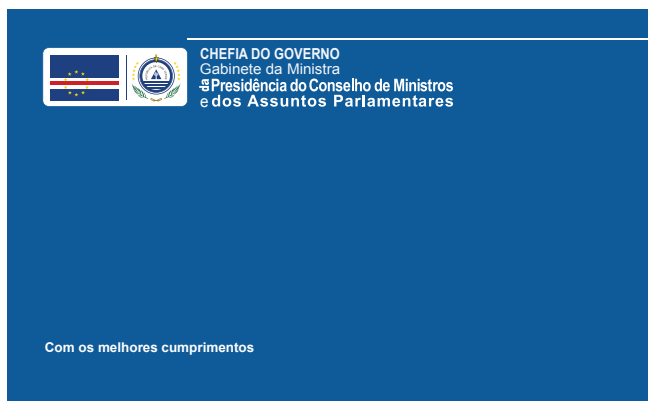 CHEFIA DO GOVERNO
Gabinete da Ministra
da Presidência do Conselho de Ministros
e dos Assuntos Parlamentares
Com os melhores cumprimentos